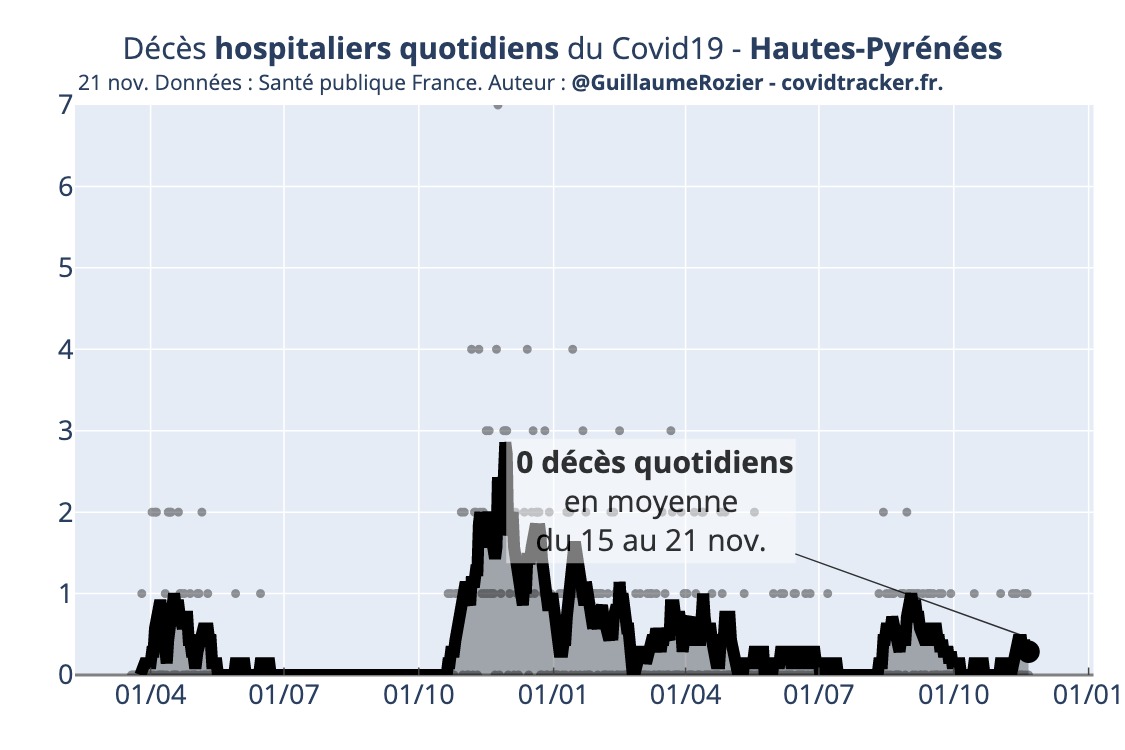 Décès hospitaliers quotidiens du Covid19 - Hautes-Pyrénées
21 nov. Données : Santé publique France. Auteur : @GuillaumeRozier - covidtracker.fr.
7
6
5
4
3
2
1
0
0 décès quotidiens
en moyenne
du 15 au 21 nov.
01/04 01/07 01/10 01/01 01/04 01/07 01/10 01/01